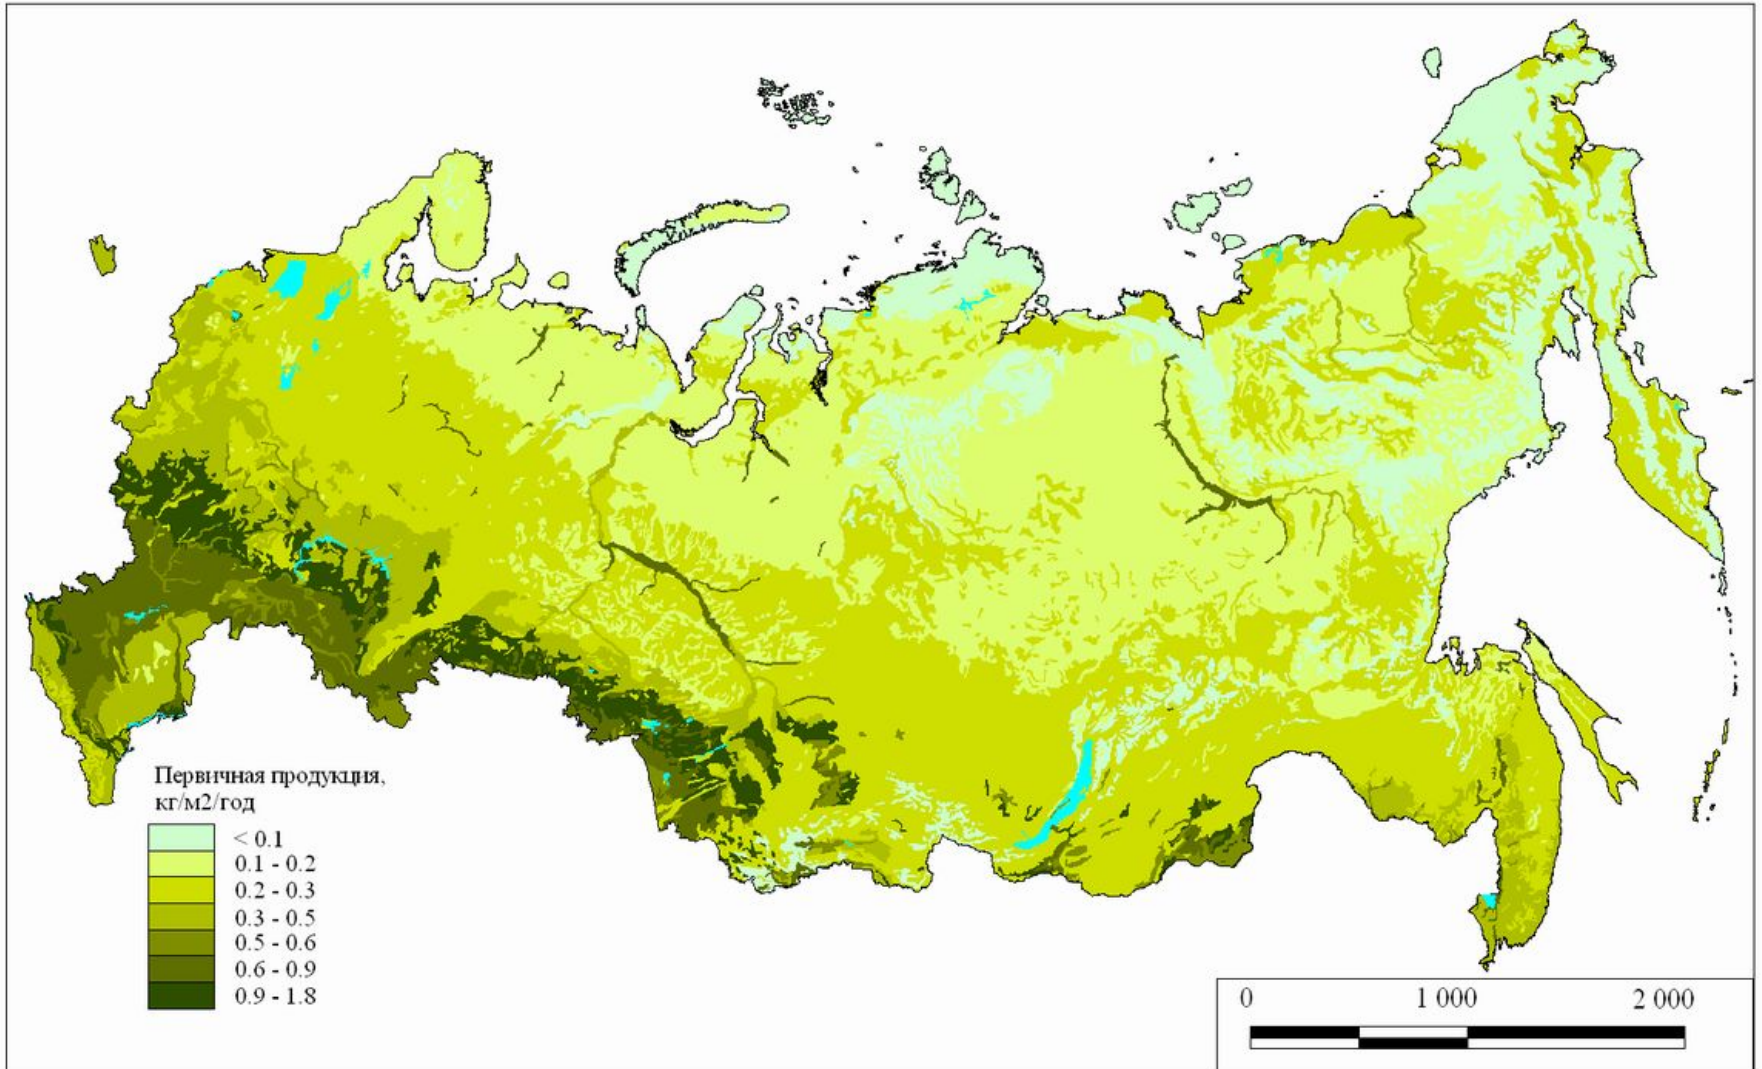 Первичная продукция,
кг/м2/год
< 0.1
0.1 - 0.2
0.2 - 0.3
0.3 - 0.5
0.5 - 0.6
0.6 - 0.9
0.9 - 1.8
0 1 000 2 000